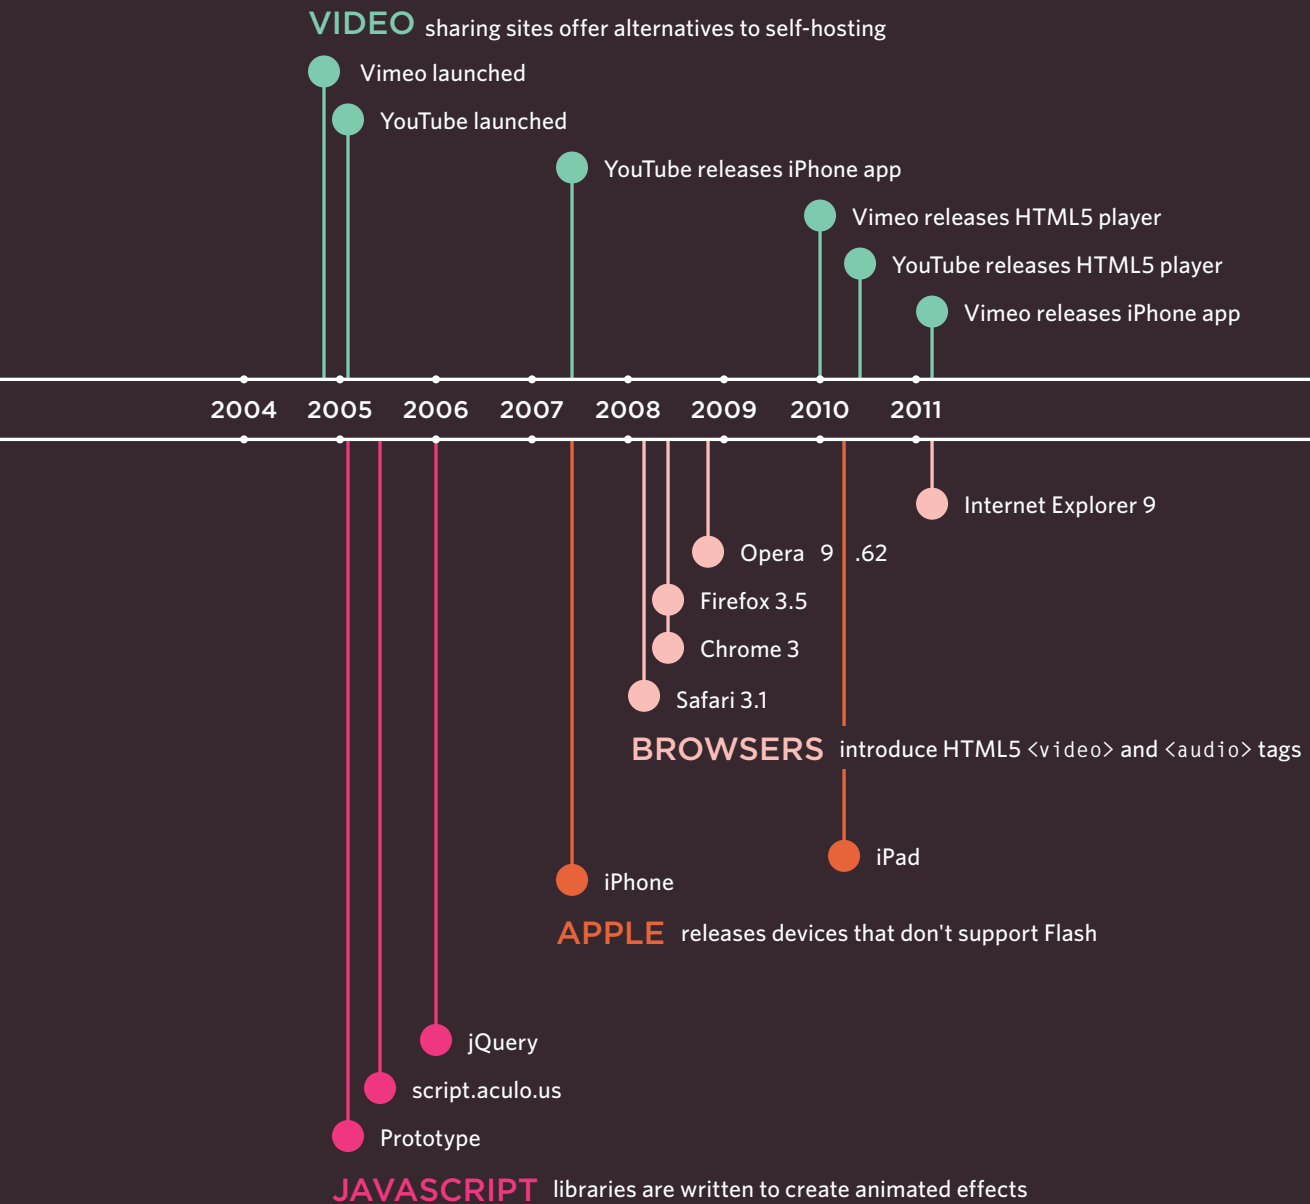 VIDEO sharing sites offer alternatives to self-hosting
Vimeo launched
YouTube launched
YouTube releases iPhone app
Vimeo releases HTML5 player
YouTube releases HTML5 player
Vimeo releases iPhone app
2004 2005 2006 2007 2008 2009 2010 2011
Internet Explorer 9
Opera 9 .62
Firefox 3.5
Chrome 3
Safari 3.1
BROWSERS introduce HTML5 <video> and <audio> tags
iPad
iPhone
APPLE releases devices that don't support Flash
jQuery
script.aculo.us
Prototype
JAVASCRIPT libraries are written to create animated effects